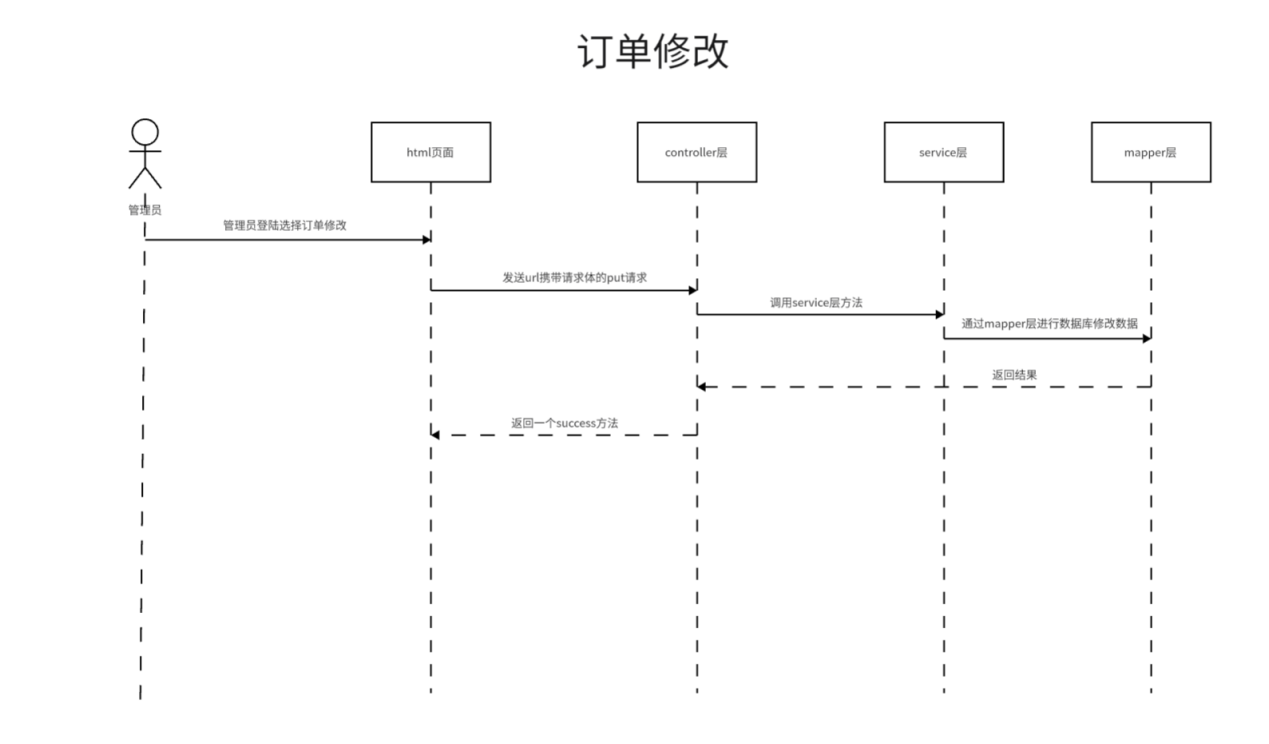 订单修改
html页面
controller层
service层
mapper层
管理员
管理员登陆选择订单修改
发送url携带请求体的put请求
调用service层方法
通过mapper层进行数据库修改数据
返回结果
返回一个success方法